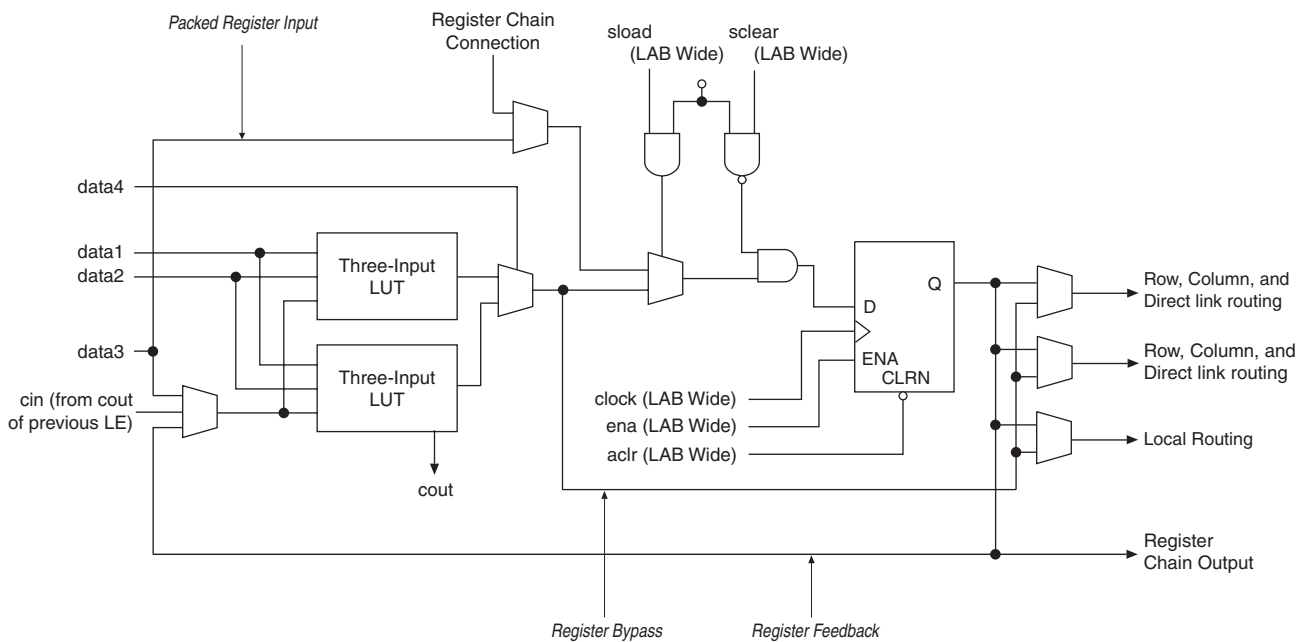 Packed Register Input
Register Chain
Connection
sload
(LAB Wide)
sclear
(LAB Wide)
data4
data1
data2
Three-Input
LUT
data3
Three-Input
LUT
cin (from cout
of previous LE)
cout
Q
D
ENA
CLRN
clock (LAB Wide)
ena (LAB Wide)
aclr (LAB Wide)
Row, Column, and
Direct link routing
Row, Column, and
Direct link routing
Local Routing
Register
Chain Output
Register Bypass
Register Feedback